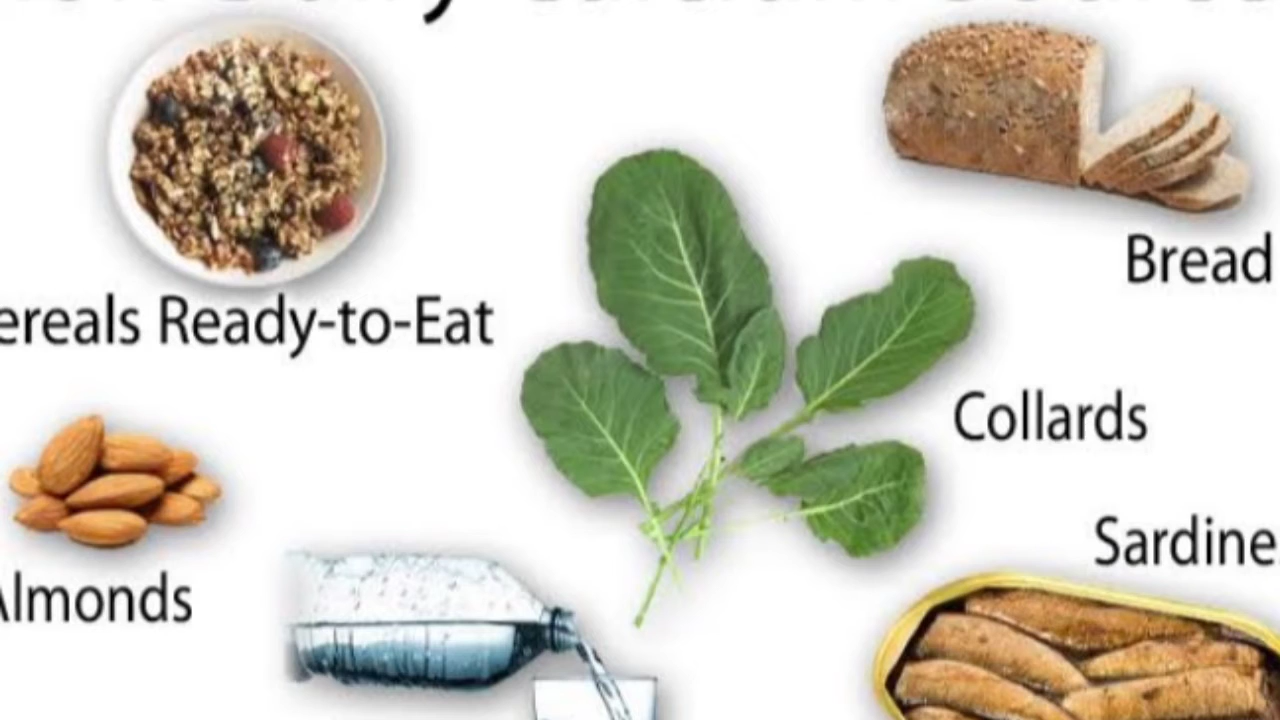 ereals Ready-to-Eat
Bread
Collards
Sardine
Almonds